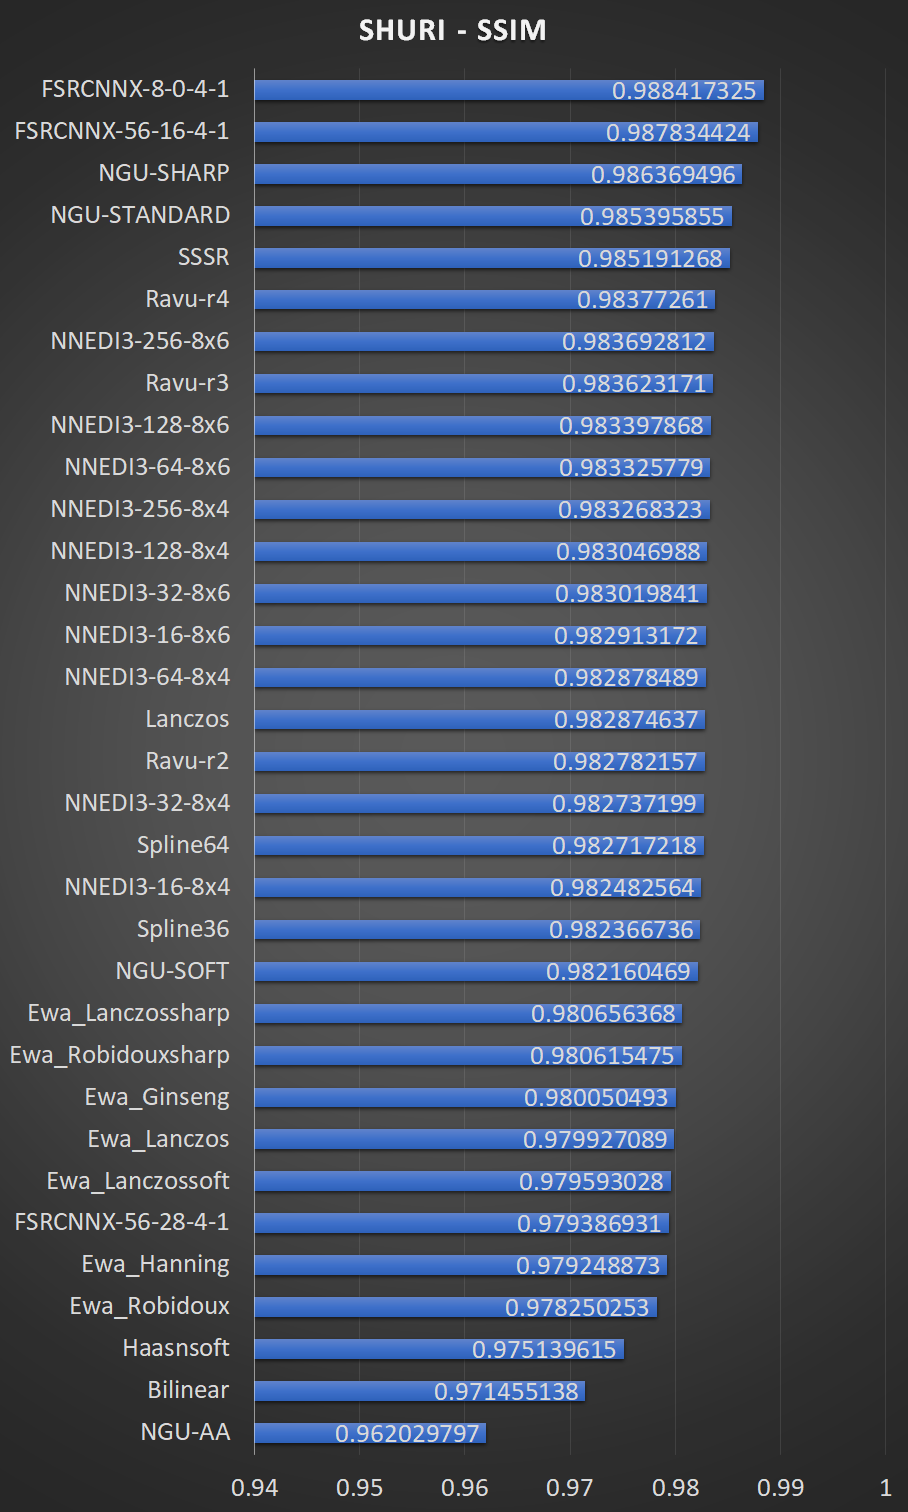 SHURI - SSIM
FSRCNNX-8-0-4-1 0.988417325
FSRCNNX-56-16-4-1 0.987834424
NGU-SHARP 0.986369496
NGU-STANDARD 0.985395855
SSSR 0.985191268
Ravu-r4 0.98377261
NNEDI3-256-8x6 0.983692812
Ravu-r3 0.983623171
NNEDI3-128-8x6 0.983397868
NNEDI3-64-8x6 0.983325779
NNEDI3-256-8x4 0.983268323
NNEDI3-128-8x4 0.983046988
NNEDI3-32-8x6 0.983019841
NNEDI3-16-8x6 0.982913172
NNEDI3-64-8x4 0.982878489
Lanczos 0.982874637
Ravu-r2 0.982782157
NNEDI3-32-8x4 0.982737199
Spline64 0.982717218
NNEDI3-16-8x4 0.982482564
Spline36 0.982366736
NGU-SOFT 0.982160469
Ewa_Lanczossharp 0.980656368
Ewa_Robidouxsharp 0.980615475
Ewa_Ginseng 0.980050493
Ewa_Lanczos 0.979927089
Ewa_Lanczossoft 0.979593028
FSRCNNX-56-28-4-1 0.979386931
Ewa_Hanning 0.979248873
Ewa_Robidoux 0.978250253
Haasnsoft 0.975139615
Bilinear 0.971455138
NGU-AA 0.962029797
0.94 0.95 0.96 0.97 0.98 0.99 1